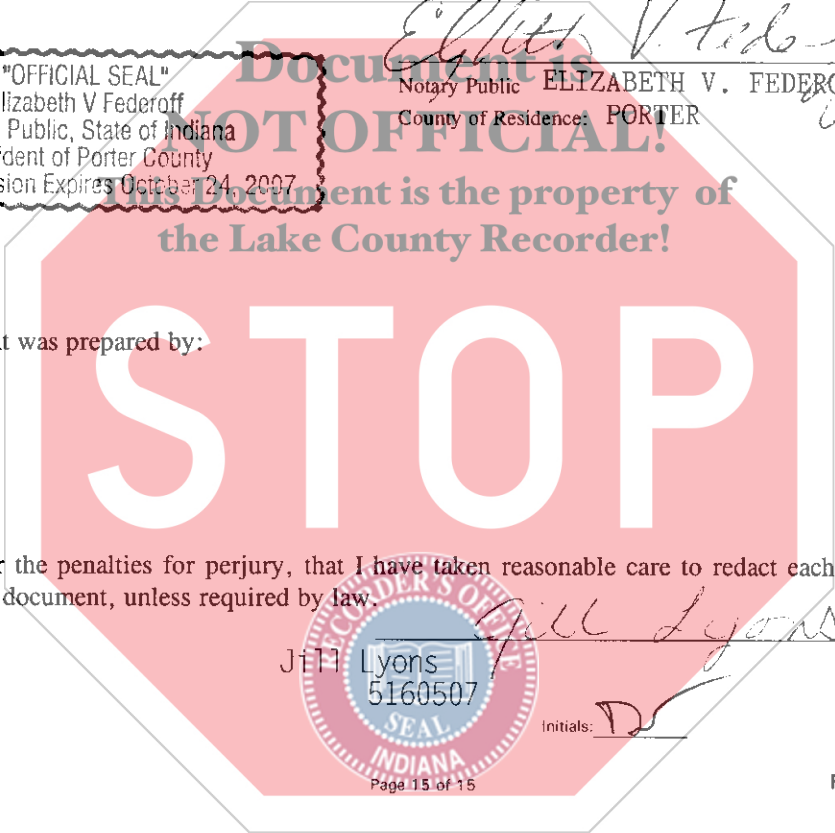 Document is
NOT OFFICIAL!
This Document is the property of
the Lake County Recorder!
"OFFICIAL SEAL"
lizabeth V Federoff
Public, State of Indiana
dent of Porter County
sion Expires October 24, 2007
Notary Public ELIZABETH V. FEDERO
County of Residence: PORTER
t was prepared by:
STOP
r the penalties for perjury, that I have taken reasonable care to redact each
document, unless required by law.
Jill Lyons
Jill Lyons
5160507
RECORDER'S OFFICE
SEAL
INDIANA
Initials:
Page 15 of 15